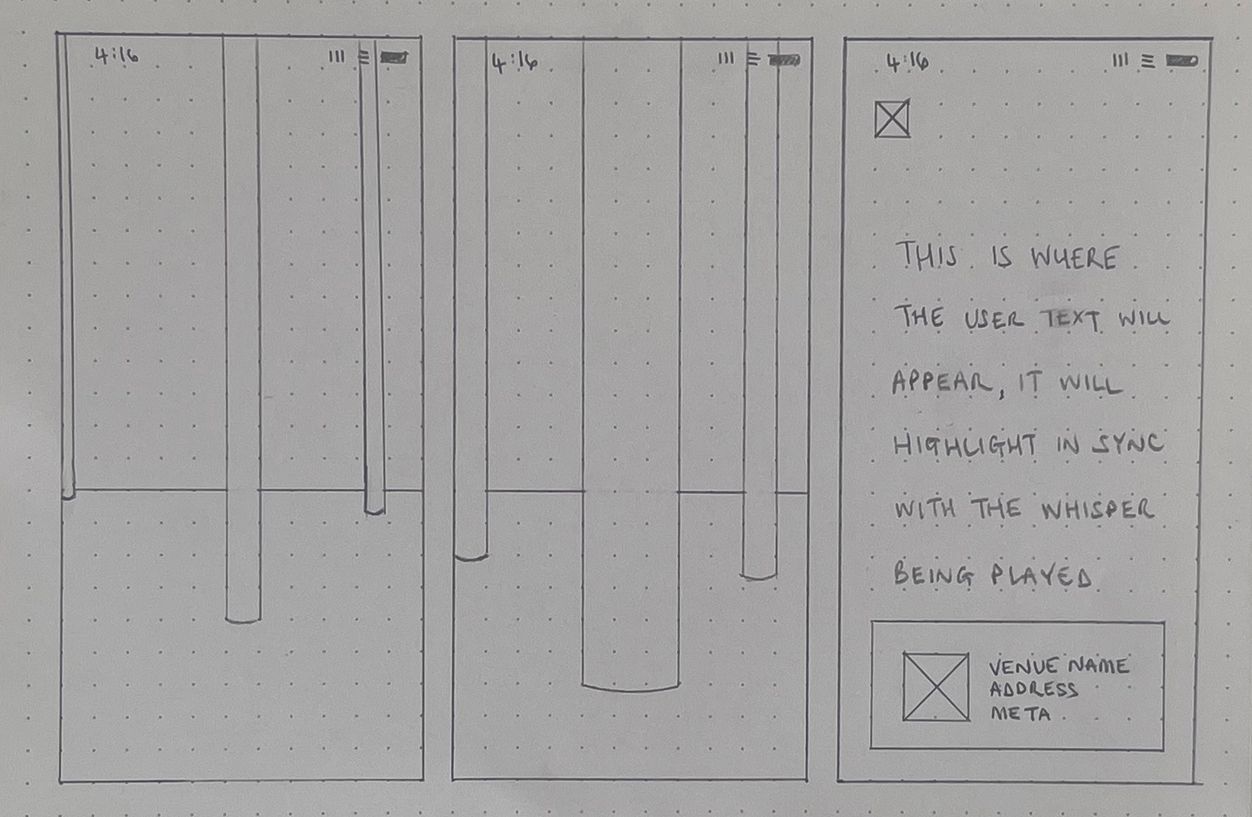 4:16
4:16
4:16
THIS IS WHERE
THE USER TEXT WILL
APPEAR, IT WILL
HIGHLIGHT IN SYNC
WITH THE WHISPER
BEING PLAYED
VENUE NAME
ADDRESS
META